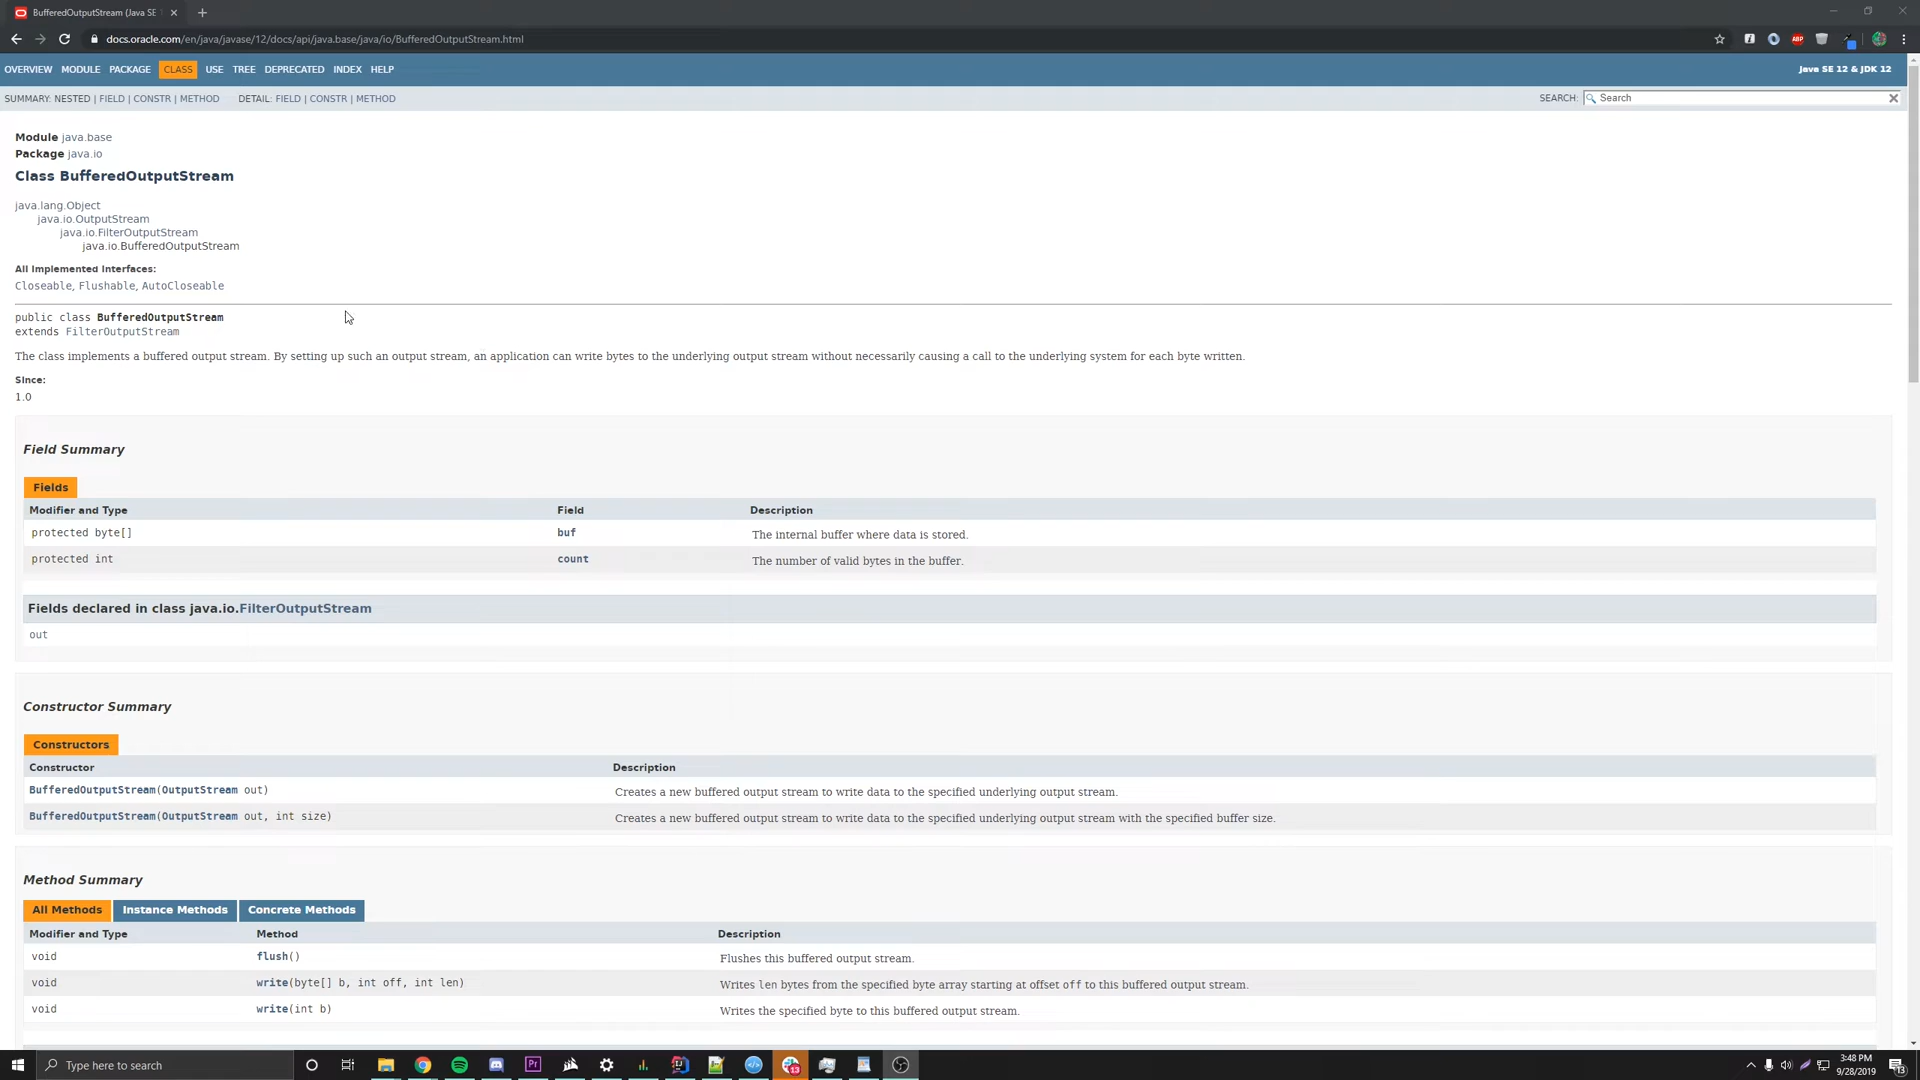 BufferedOutputStream (Java SE
docs.oracle.com/en/java/javase/12/docs/api/java.base/java/io/BufferedOutputStream.html
OVERVIEW MODULE PACKAGE CLASS USE TREE DEPRECATED INDEX HELP
Java SE 12 & JDK 12
SUMMARY: NESTED | FIELD | CONSTR | METHOD DETAIL: FIELD | CONSTR | METHOD
SEARCH: Search
Module java.base
Package java.io
Class BufferedOutputStream
java.lang.Object
java.io.OutputStream
java.io.FilterOutputStream
java.io.BufferedOutputStream
All Implemented Interfaces:
Closeable, Flushable, AutoCloseable
public class BufferedOutputStream
extends FilterOutputStream
The class implements a buffered output stream. By setting up such an output stream, an application can write bytes to the underlying output stream without necessarily causing a call to the underlying system for each byte written.
Since:
1.0
Field Summary
Fields
Modifier and Type Field Description
protected byte[] buf The internal buffer where data is stored.
protected int count The number of valid bytes in the buffer.
Fields declared in class java.io.FilterOutputStream
out
Constructor Summary
Constructors
Constructor Description
BufferedOutputStream(OutputStream out) Creates a new buffered output stream to write data to the specified underlying output stream.
BufferedOutputStream(OutputStream out, int size) Creates a new buffered output stream to write data to the specified underlying output stream with the specified buffer size.
Method Summary
All Methods Instance Methods Concrete Methods
Modifier and Type Method Description
void flush() Flushes this buffered output stream.
void write(byte[] b, int off, int len) Writes len bytes from the specified byte array starting at offset off to this buffered output stream.
void write(int b) Writes the specified byte to this buffered output stream.
Type here to search
Pr
13
3:48 PM
9/28/2019
13